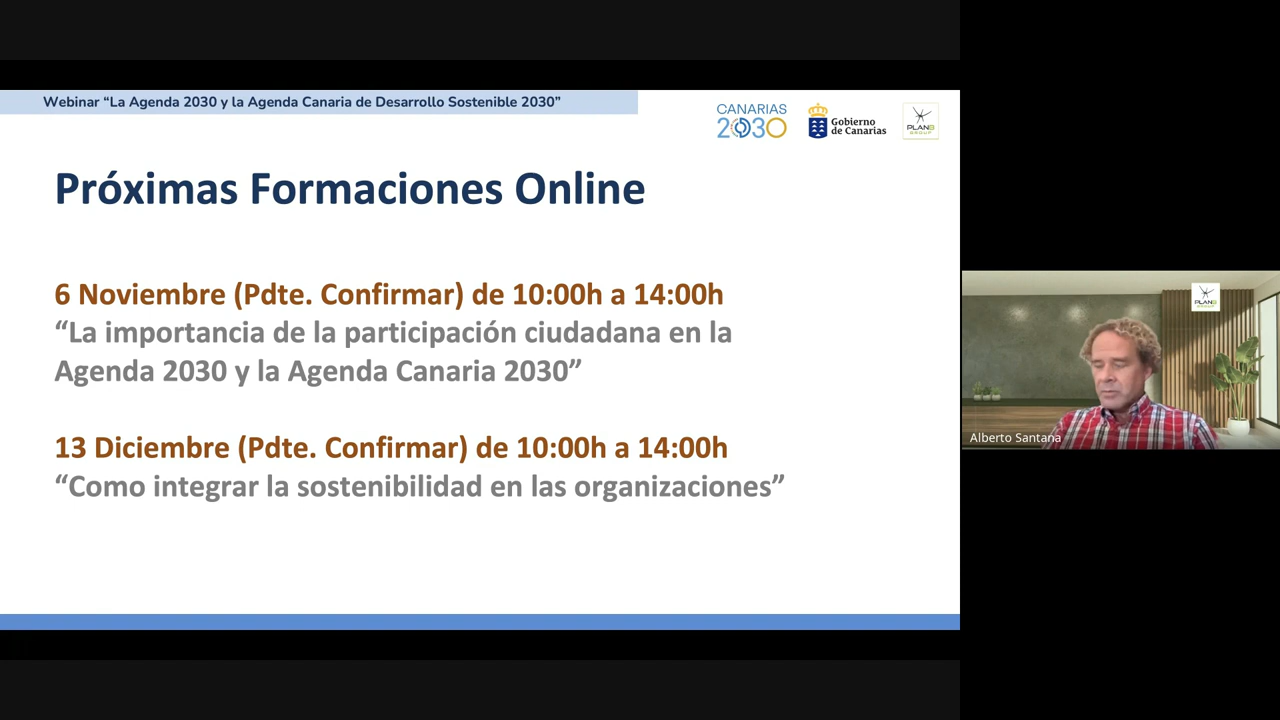 Webinar “La Agenda 2030 y la Agenda Canaria de Desarrollo Sostenible 2030”
CANARIAS
2030
Gobierno
de Canarias
PLANB
GROUP
Próximas Formaciones Online
6 Noviembre (Pdte. Confirmar) de 10:00h a 14:00h
“La importancia de la participación ciudadana en la
Agenda 2030 y la Agenda Canaria 2030”
13 Diciembre (Pdte. Confirmar) de 10:00h a 14:00h
“Como integrar la sostenibilidad en las organizaciones”
PLANB
GROUP
Alberto Santana